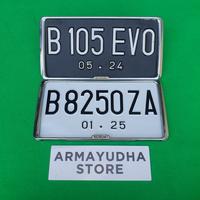 B 105 EVO
05 . 24
B 8250 ZA
01 . 25
ARMAYUDHA
STORE